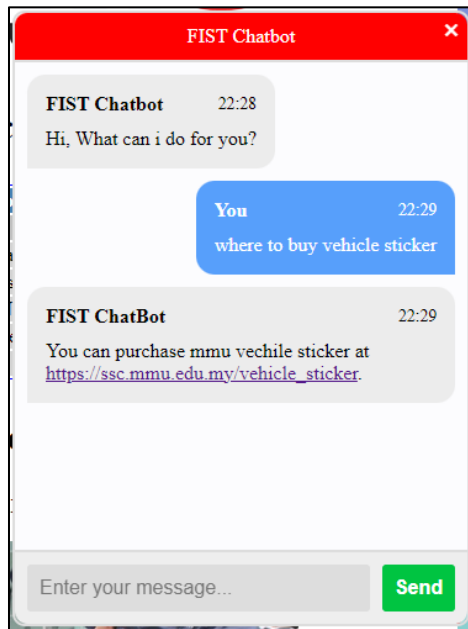 FIST Chatbot ×
FIST Chatbot 22:28
Hi, What can i do for you?
You 22:29
where to buy vehicle sticker
FIST ChatBot 22:29
You can purchase mmu vechile sticker at
https://ssc.mmu.edu.my/vehicle_sticker.
Enter your message...
Send